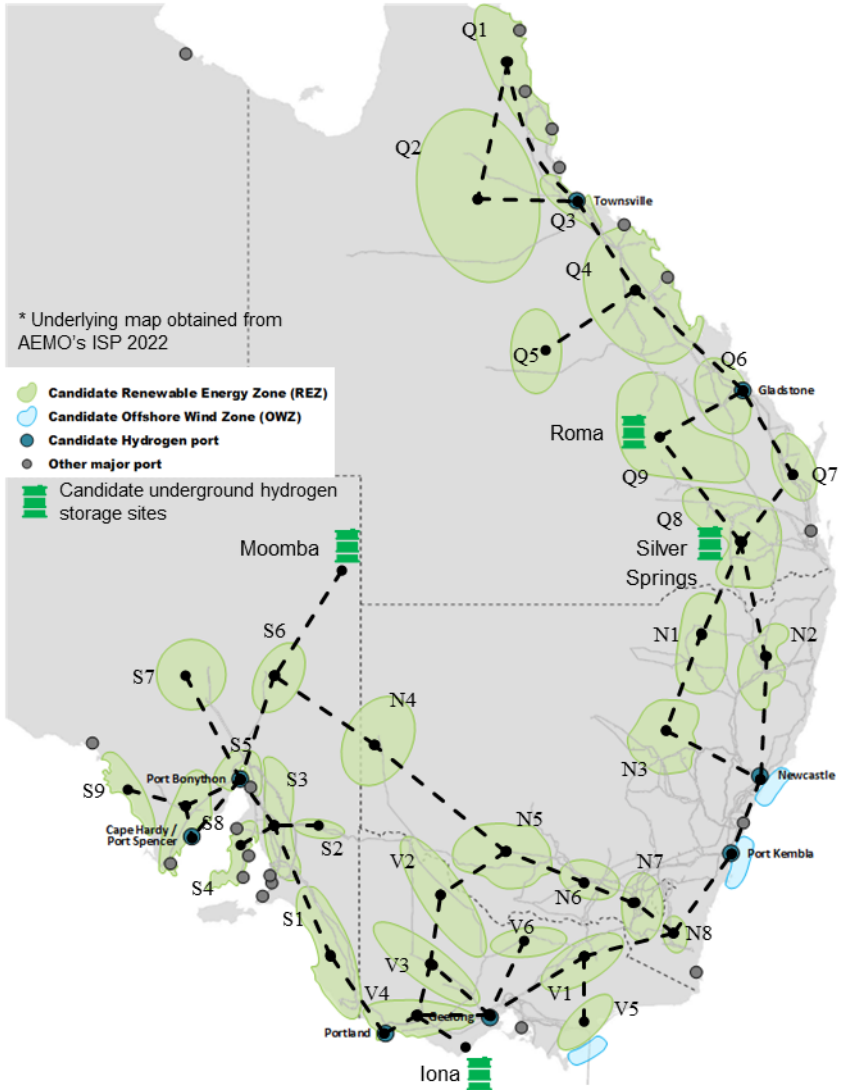 Q1
Q2
Townsville
Q3
Q4
* Underlying map obtained from
AEMO's ISP 2022
Q5
Q6
Candidate Renewable Energy Zone (REZ)
Gladstone
Candidate Offshore Wind Zone (OWZ)
Candidate Hydrogen port
Roma
Other major port
Q9
Q7
Candidate underground hydrogen
storage sites
Q8
Moomba
Silver
Springs
S6
N1
N2
S7
N4
S5
N3
Port Bonython
S3
Newcastle
S9
Cape Hardy /
Port Spencer
S8
S2
N5
Port Kembla
V2
S4
N6
N7
S1
V6
N8
V3
V1
V4
Geelong
V5
Portland
Iona